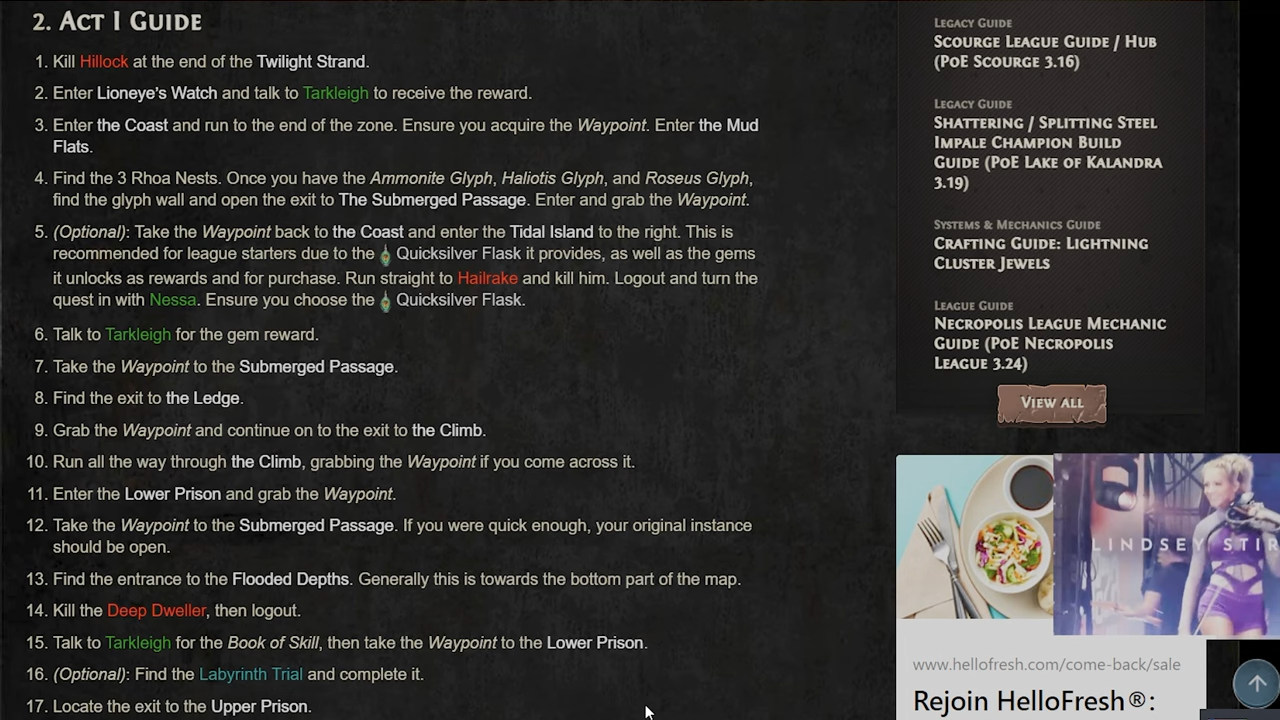 2. Act I Guide
1. Kill Hillock at the end of the Twilight Strand.
2. Enter Lioneye's Watch and talk to Tarkleigh to receive the reward.
3. Enter the Coast and run to the end of the zone. Ensure you acquire the Waypoint. Enter the Mud
Flats.
4. Find the 3 Rhoa Nests. Once you have the Ammonite Glyph, Haliotis Glyph, and Roseus Glyph,
find the glyph wall and open the exit to The Submerged Passage. Enter and grab the Waypoint.
5. (Optional): Take the Waypoint back to the Coast and enter the Tidal Island to the right. This is
recommended for league starters due to the Quicksilver Flask it provides, as well as the gems
it unlocks as rewards and for purchase. Run straight to Hailrake and kill him. Logout and turn the
quest in with Nessa. Ensure you choose the Quicksilver Flask.
6. Talk to Tarkleigh for the gem reward.
7. Take the Waypoint to the Submerged Passage.
8. Find the exit to the Ledge.
9. Grab the Waypoint and continue on to the exit to the Climb.
10. Run all the way through the Climb, grabbing the Waypoint if you come across it.
11. Enter the Lower Prison and grab the Waypoint.
12. Take the Waypoint to the Submerged Passage. If you were quick enough, your original instance
should be open.
13. Find the entrance to the Flooded Depths. Generally this is towards the bottom part of the map.
14. Kill the Deep Dweller, then logout.
15. Talk to Tarkleigh for the Book of Skill, then take the Waypoint to the Lower Prison.
16. (Optional): Find the Labyrinth Trial and complete it.
17. Locate the exit to the Upper Prison.
Legacy Guide
Scourge League Guide / Hub
(PoE Scourge 3.16)
Legacy Guide
Shattering / Splitting Steel
Impale Champion Build
Guide (PoE Lake of Kalandra
3.19)
Systems & Mechanics Guide
Crafting Guide: Lightning
Cluster Jewels
League Guide
Necropolis League Mechanic
Guide (PoE Necropolis
League 3.24)
View All
LINDSEY STIR
www.hellofresh.com/come-back/sale
Rejoin HelloFresh®: